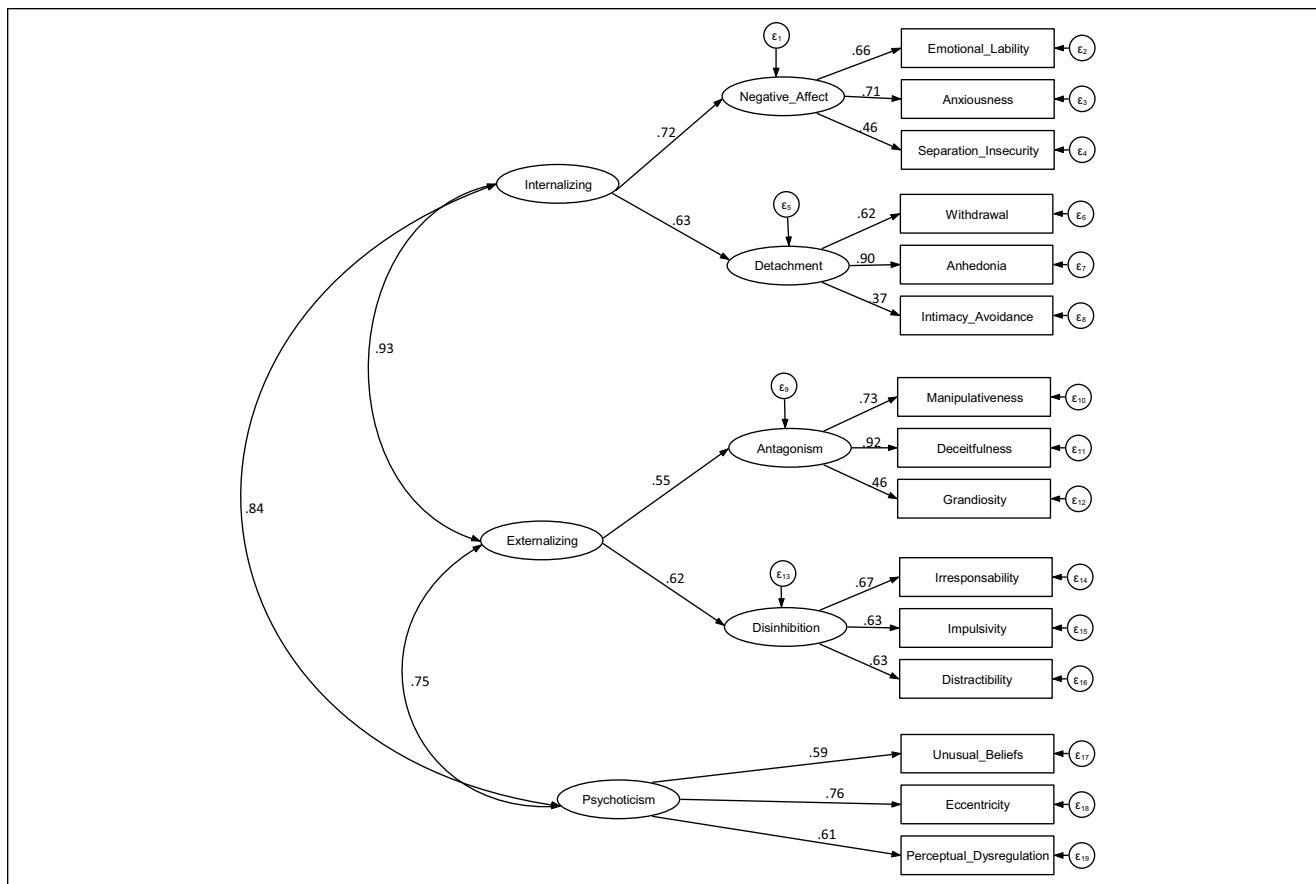 ε1
.66
Emotional_Lability
ε2
Negative_Affect
.71
Anxiousness
ε3
.72
.46
Separation_Insecurity
ε4
Internalizing
ε5
.62
Withdrawal
ε6
.63
Detachment
.90
Anhedonia
ε7
.37
Intimacy_Avoidance
ε8
.93
ε9
.73
Manipulativeness
ε10
Antagonism
.92
Deceitfulness
ε11
.55
.46
Grandiosity
ε12
.84
Externalizing
ε13
.67
Irresponsability
ε14
.62
Disinhibition
.63
Impulsivity
ε15
.63
Distractibility
ε16
.75
.59
Unusual_Beliefs
ε17
Psychoticism
.76
Eccentricity
ε18
.61
Perceptual_Dysregulation
ε19